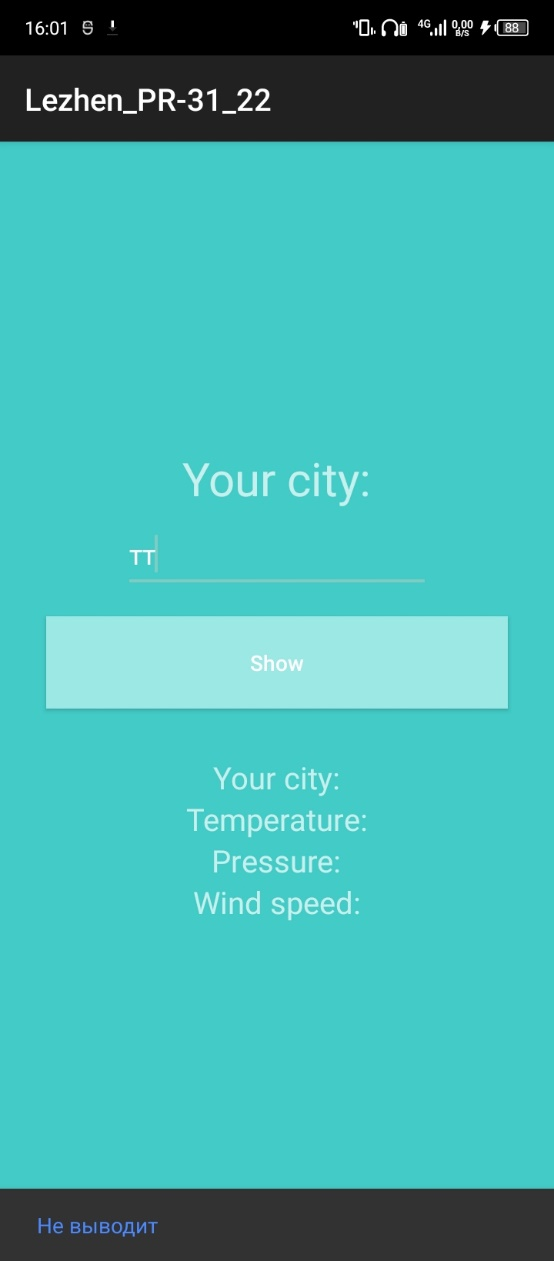 16:01
4G 0,00 B/S 88
Lezhen_PR-31_22
Your city:
тт
Show
Your city:
Temperature:
Pressure:
Wind speed:
Не выводит